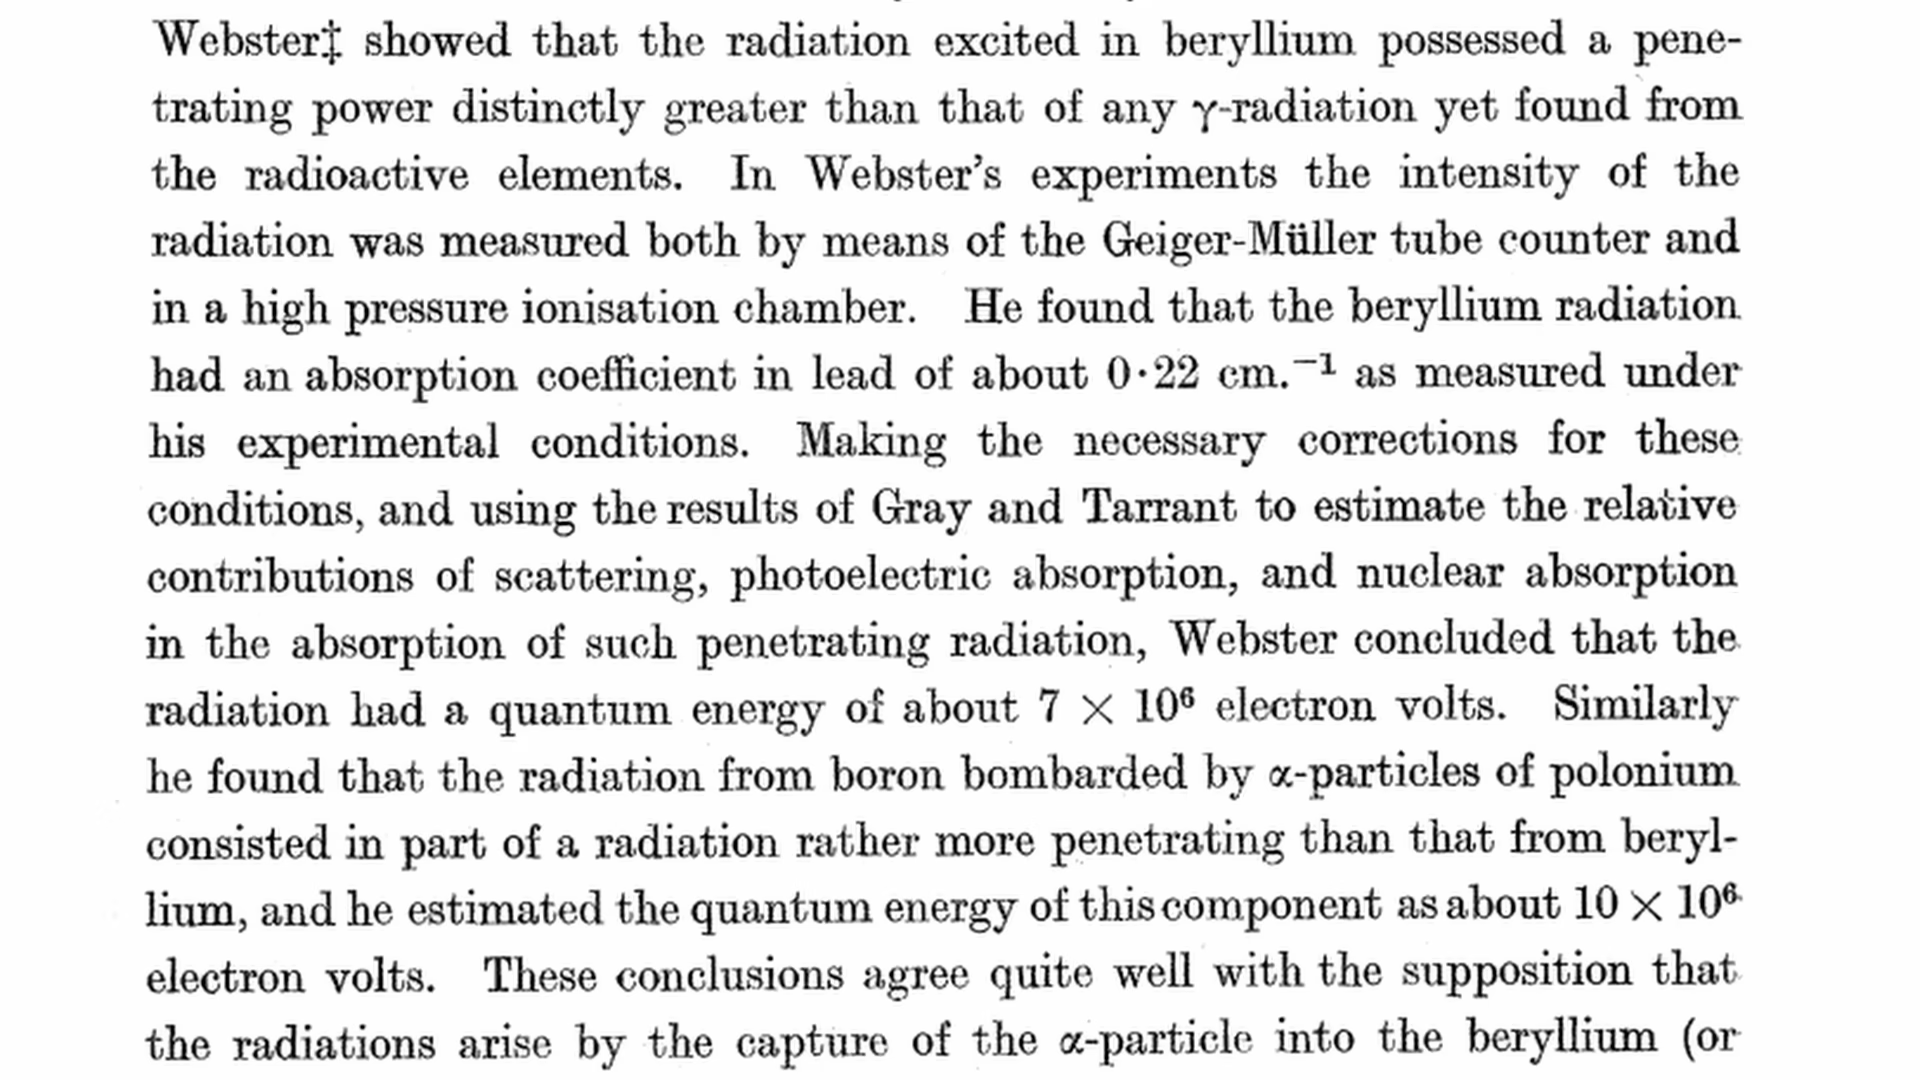 Webster‡ showed that the radiation excited in beryllium possessed a pene-
trating power distinctly greater than that of any γ-radiation yet found from
the radioactive elements. In Webster's experiments the intensity of the
radiation was measured both by means of the Geiger-Müller tube counter and
in a high pressure ionisation chamber. He found that the beryllium radiation
had an absorption coefficient in lead of about 0·22 cm.⁻¹ as measured under
his experimental conditions. Making the necessary corrections for these
conditions, and using the results of Gray and Tarrant to estimate the relative
contributions of scattering, photoelectric absorption, and nuclear absorption
in the absorption of such penetrating radiation, Webster concluded that the
radiation had a quantum energy of about 7 × 10⁶ electron volts. Similarly
he found that the radiation from boron bombarded by α-particles of polonium
consisted in part of a radiation rather more penetrating than that from beryl-
lium, and he estimated the quantum energy of this component as about 10 × 10⁶
electron volts. These conclusions agree quite well with the supposition that
the radiations arise by the capture of the α-particle into the beryllium (or